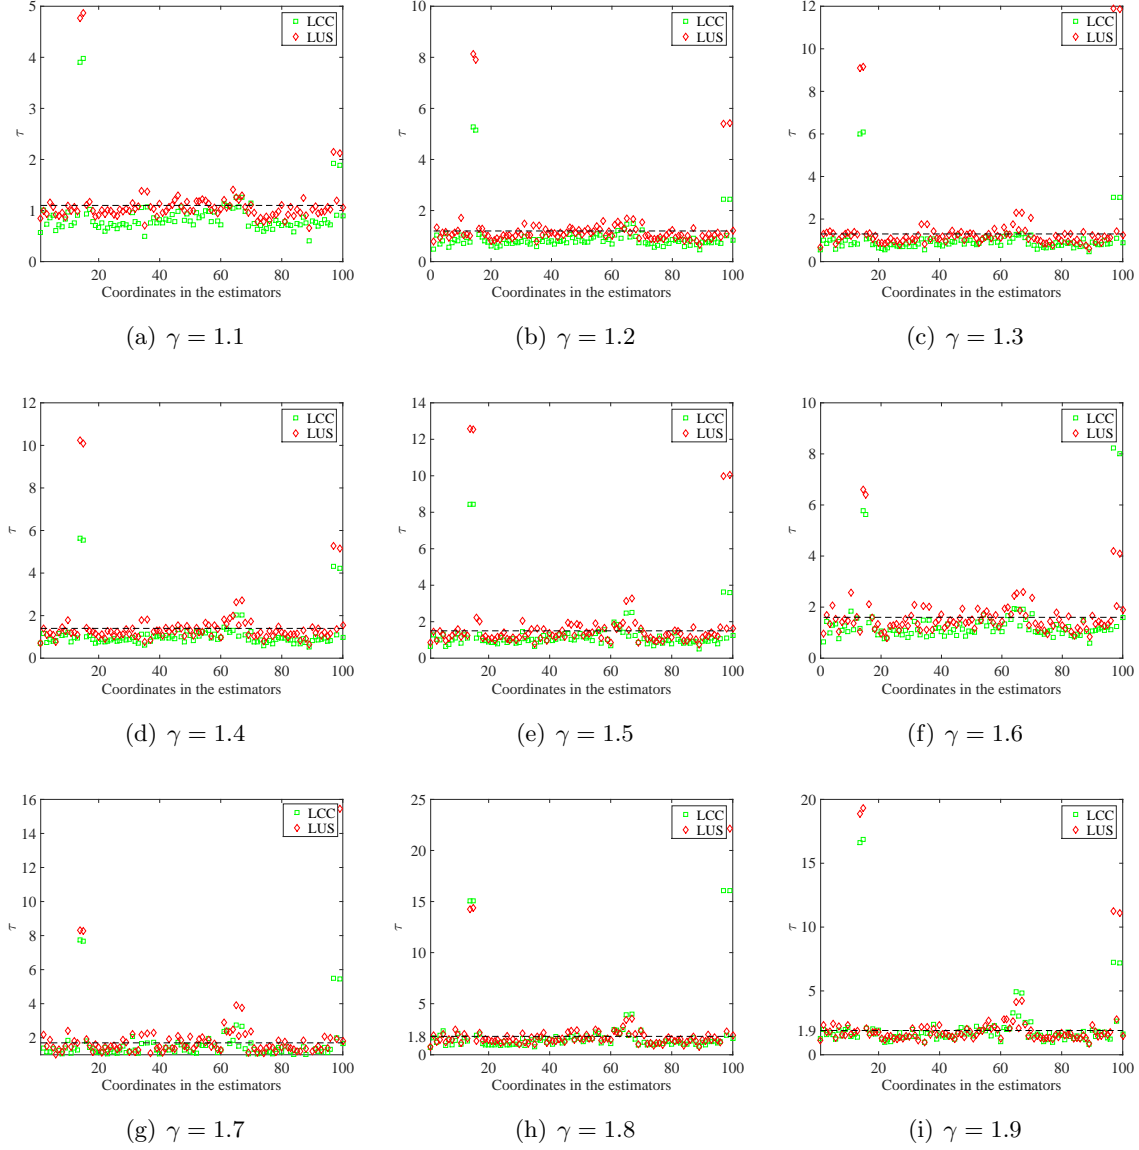 5
4
3
2
1
0
τ
LCC
LUS
20
40
60
80
100
Coordinates in the estimators
(a) γ = 1.1
10
8
6
4
2
0
τ
LCC
LUS
0
20
40
60
80
100
Coordinates in the estimators
(b) γ = 1.2
12
10
8
6
4
2
0
τ
LCC
LUS
20
40
60
80
100
Coordinates in the estimators
(c) γ = 1.3
12
10
8
6
4
2
0
τ
LCC
LUS
20
40
60
80
100
Coordinates in the estimators
(d) γ = 1.4
14
12
10
8
6
4
2
0
τ
LCC
LUS
20
40
60
80
100
Coordinates in the estimators
(e) γ = 1.5
10
8
6
4
2
0
τ
LCC
LUS
0
20
40
60
80
100
Coordinates in the estimators
(f) γ = 1.6
16
14
12
10
8
6
4
2
τ
LCC
LUS
20
40
60
80
100
Coordinates in the estimators
(g) γ = 1.7
25
20
15
10
5
1.8
0
τ
LCC
LUS
20
40
60
80
100
Coordinates in the estimators
(h) γ = 1.8
20
15
10
5
1.9
0
τ
LCC
LUS
20
40
60
80
100
Coordinates in the estimators
(i) γ = 1.9